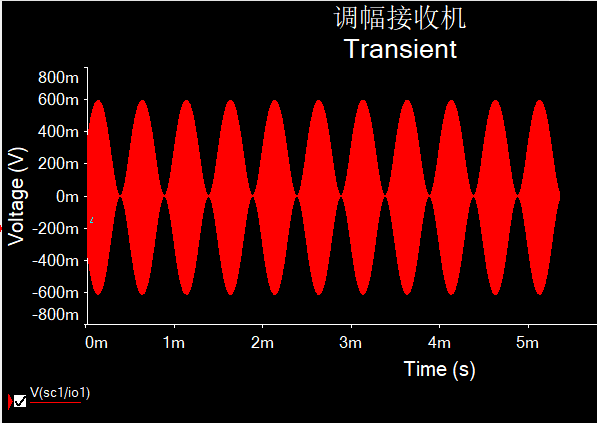 调幅接收机
Transient
Voltage (V)
800m
600m
400m
200m
0m
-200m
-400m
-600m
-800m
0m 1m 2m 3m 4m 5m
Time (s)
V(sc1/io1)